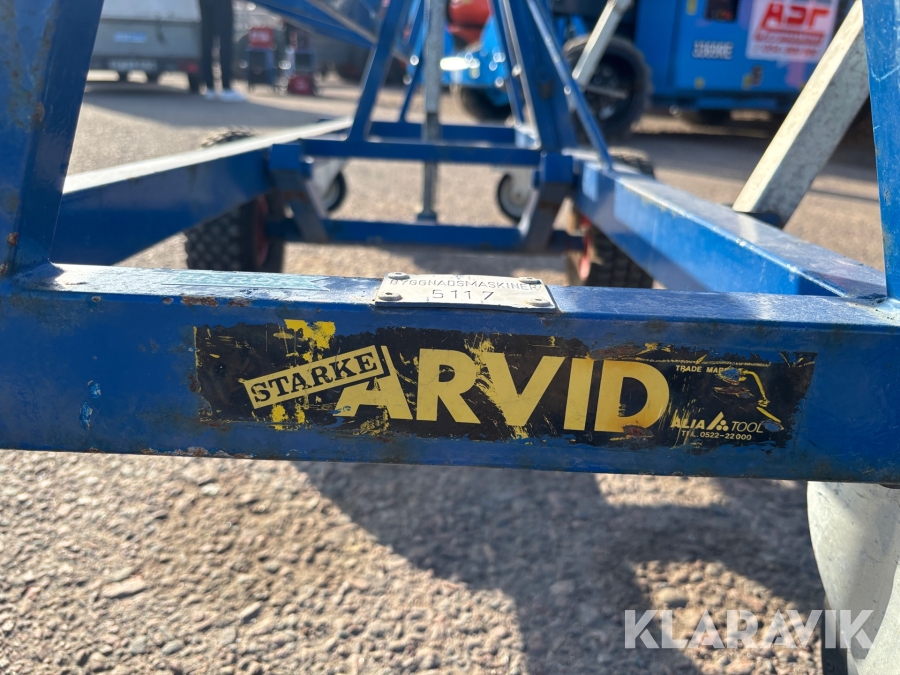 BYGGNADSMASKINER
5117
STARKE ARVID
TRADE MARK
ALIA TOOL
TEL. 0522-22000
KLARAVIK